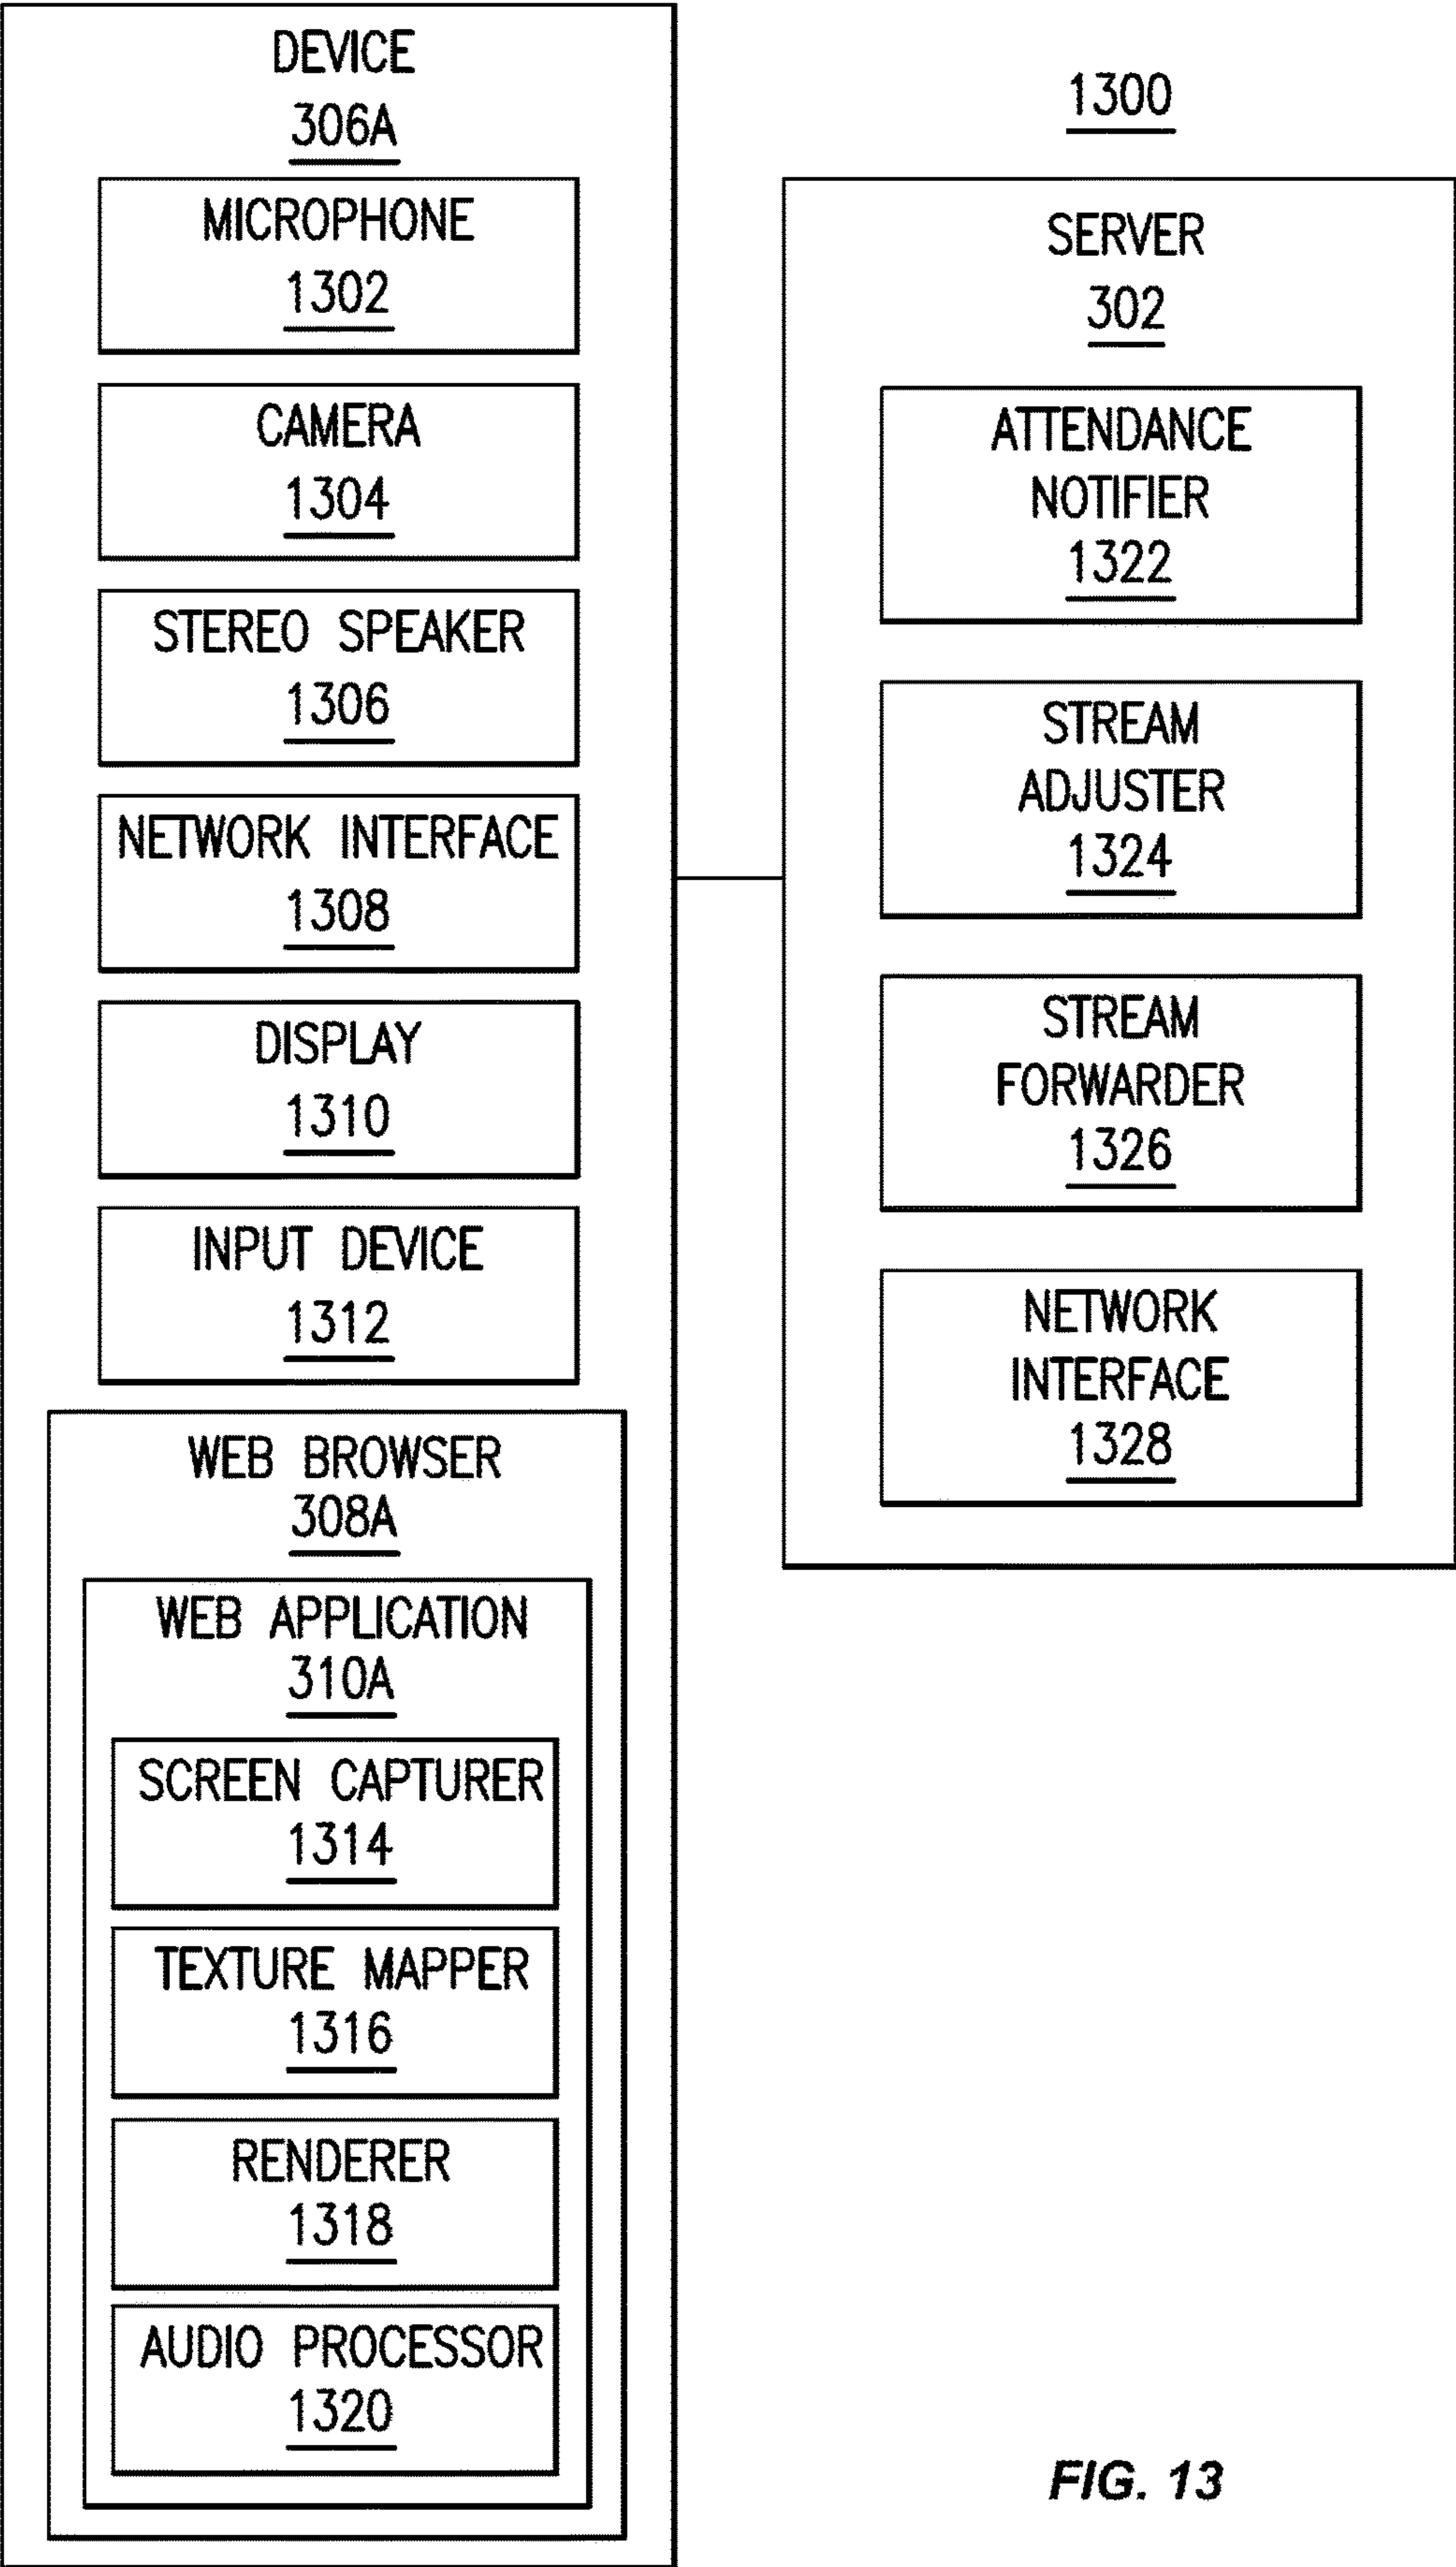 DEVICE
306A
MICROPHONE
1302
CAMERA
1304
STEREO SPEAKER
1306
NETWORK INTERFACE
1308
DISPLAY
1310
INPUT DEVICE
1312
WEB BROWSER
308A
WEB APPLICATION
310A
SCREEN CAPTURER
1314
TEXTURE MAPPER
1316
RENDERER
1318
AUDIO PROCESSOR
1320
1300
SERVER
302
ATTENDANCE
NOTIFIER
1322
STREAM
ADJUSTER
1324
STREAM
FORWARDER
1326
NETWORK
INTERFACE
1328
FIG. 13